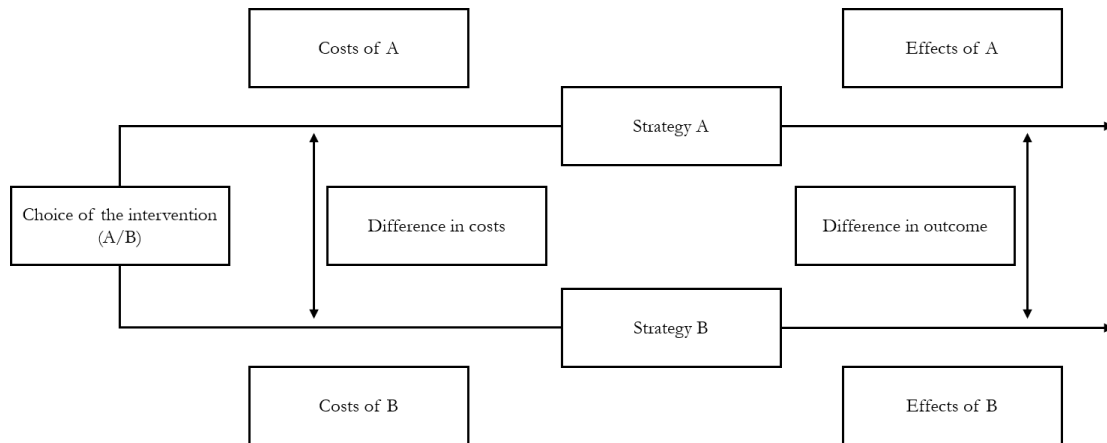 Costs of A
Effects of A
Strategy A
Choice of the intervention
(A/B)
Difference in costs
Difference in outcome
Strategy B
Costs of B
Effects of B